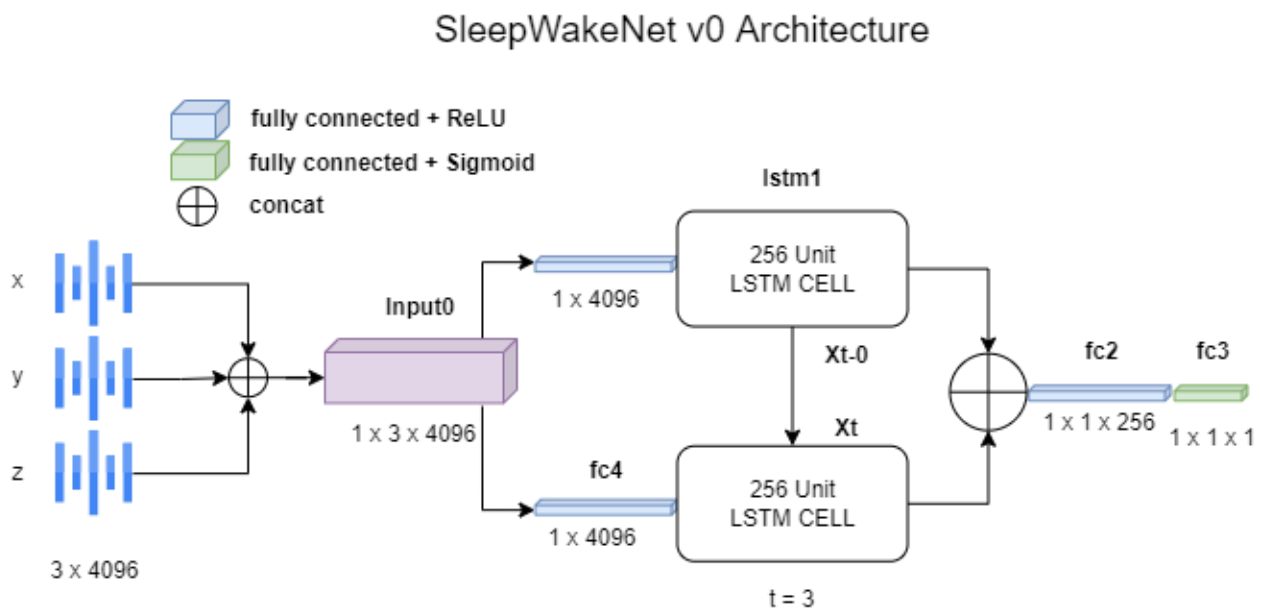 SleepWakeNet v0 Architecture
fully connected + ReLU
fully connected + Sigmoid
concat
lstm1
256 Unit
LSTM CELL
x
Input0
1 x 4096
Xt-0
fc2
fc3
y
1 x 3 x 4096
1 x 1 x 256
1 x 1 x 1
Xt
z
fc4
256 Unit
LSTM CELL
1 x 4096
3 x 4096
t = 3